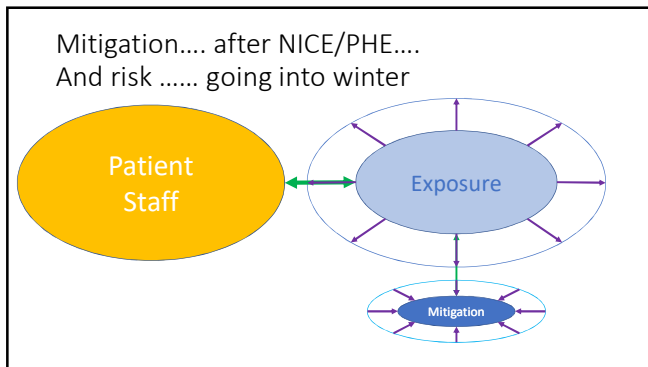 Mitigation.... after NICE/PHE....
And risk ...... going into winter
Patient
Staff
Exposure
Mitigation